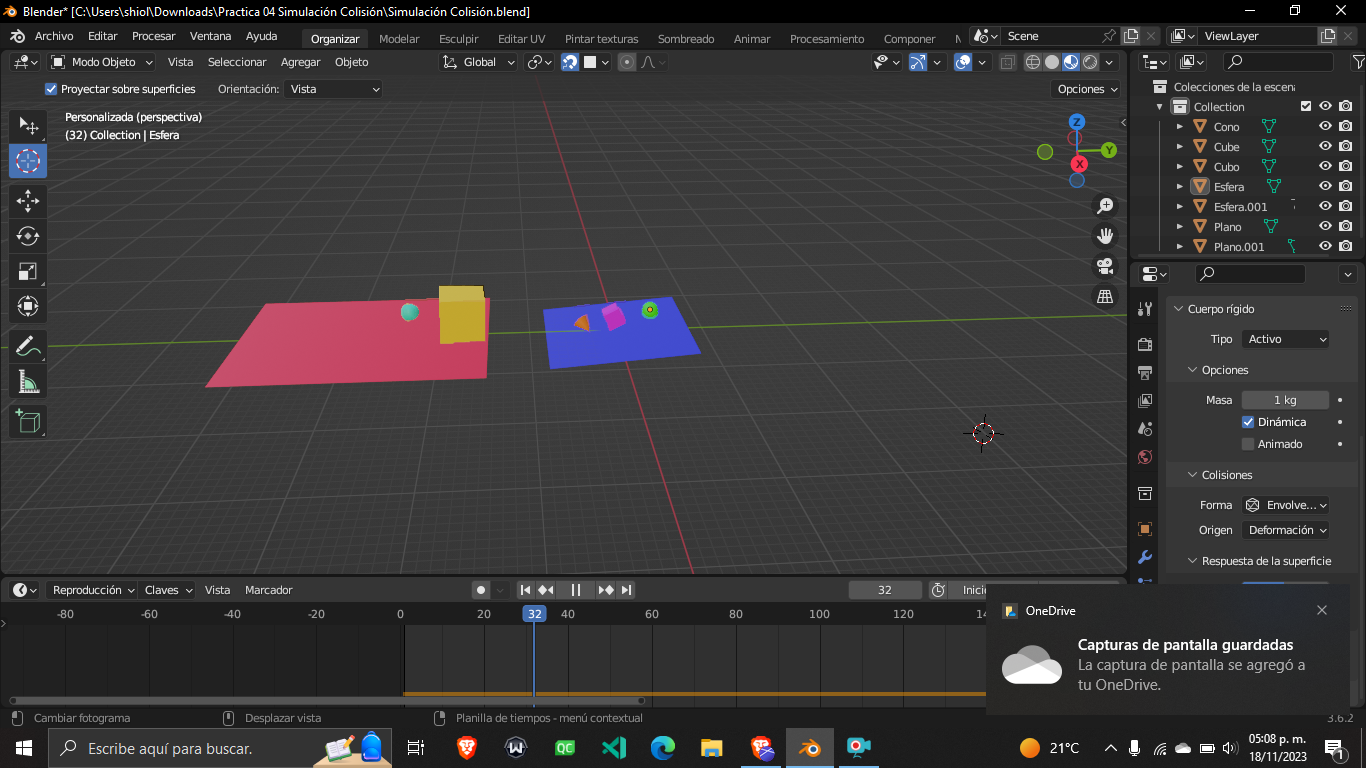 Blender* [C:\Users\shiol\Downloads\Practica 04 Simulación Colisión\Simulación Colisión.blend]
Archivo Editar Procesar Ventana Ayuda Organizar Modelar Esculpir Editar UV Pintar texturas Sombreado Animar Procesamiento Componer Scene ViewLayer
Modo Objeto Vista Seleccionar Agregar Objeto Global
Proyectar sobre superficies Orientación: Vista Opciones
Personalizada (perspectiva)
(32) Collection | Esfera
Z
Y
X
Colecciones de la escena
Collection
Cono
Cube
Cubo
Esfera
Esfera.001
Plano
Plano.001
Cuerpo rígido
Tipo Activo
Opciones
Masa 1 kg
Dinámica
Animado
Colisiones
Forma Envolve...
Origen Deformación
Respuesta de la superficie
Reproducción Claves Vista Marcador 32 Inicio
-80 -60 -40 -20 0 20 32 40 60 80 100 120
OneDrive
Capturas de pantalla guardadas
La captura de pantalla se agregó a
tu OneDrive.
Cambiar fotograma Desplazar vista Planilla de tiempos - menú contextual 3.6.2
Escribe aquí para buscar. QC 21°C 05:08 p. m.
18/11/2023 1